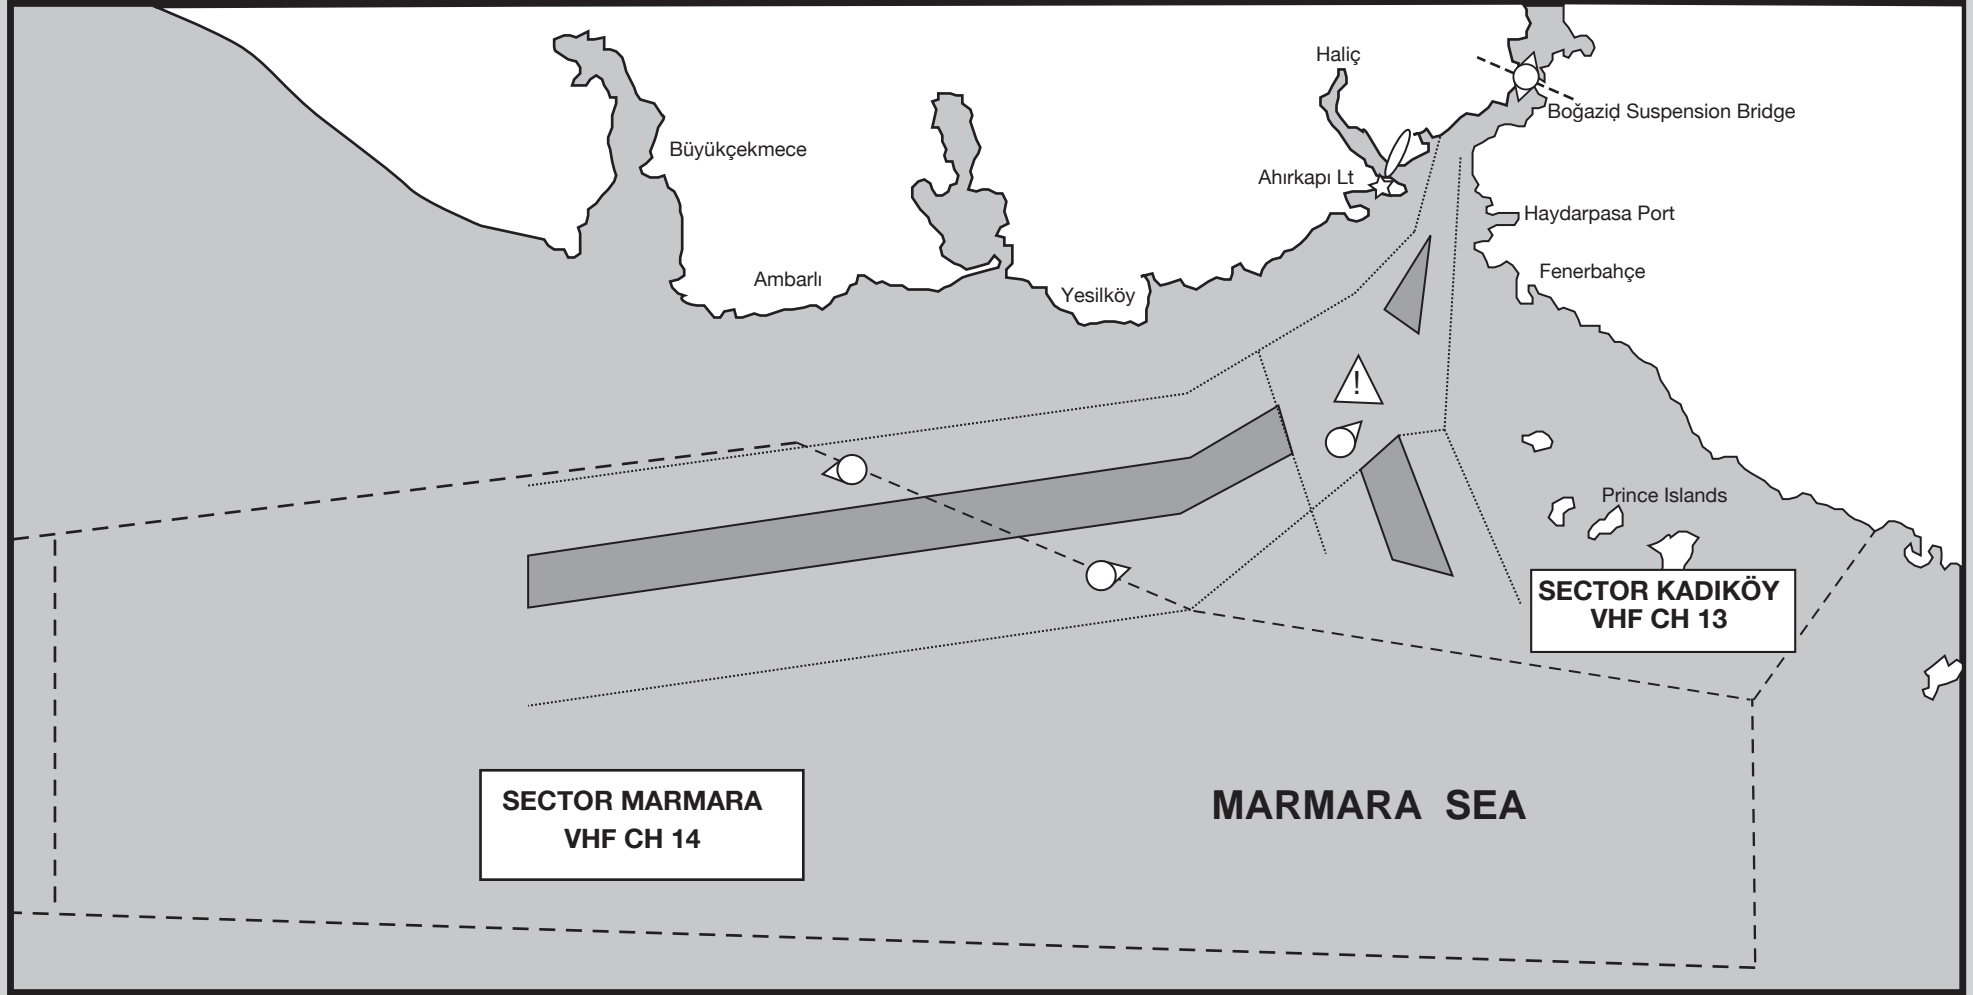 Haliç
Boğaziḑ Suspension Bridge
Büyükçekmece
Ahırkapı Lt
Haydarpasa Port
Fenerbahçe
Ambarlı
Yesilköy
!
Prince Islands
SECTOR KADIKÖY
VHF CH 13
SECTOR MARMARA
VHF CH 14
MARMARA SEA